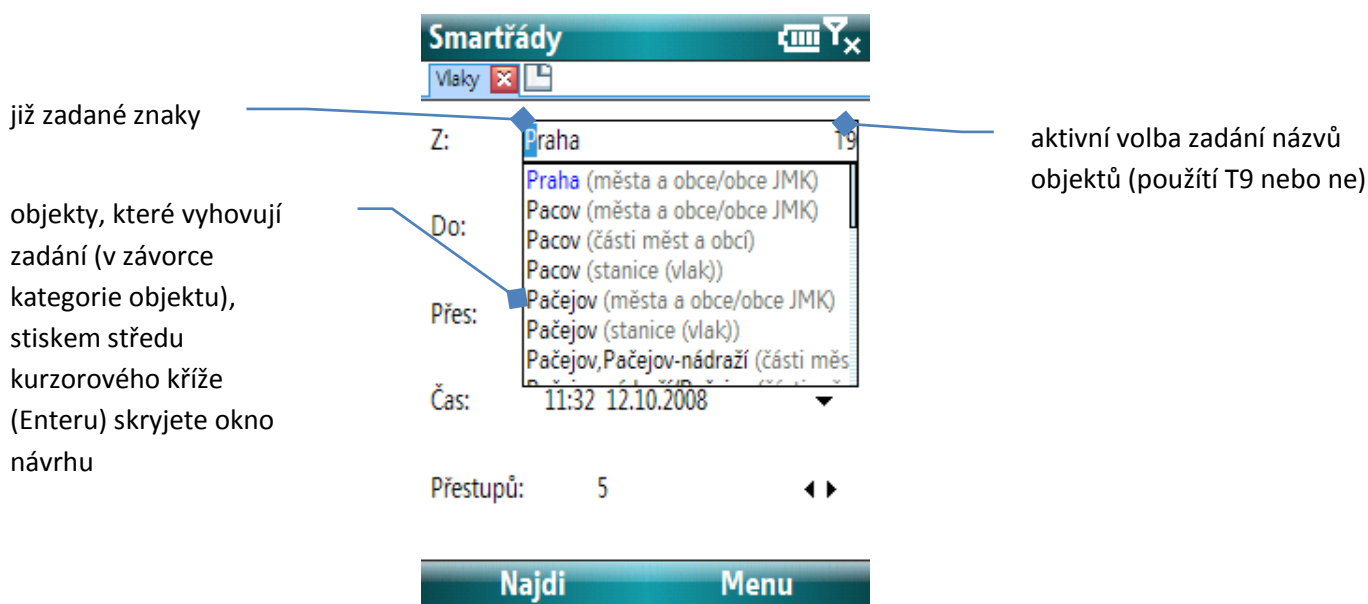 Smartřády
Vlaky
již zadané znaky
Z: Praha T9
aktivní volba zadání názvů
objektů (použítí T9 nebo ne)
Praha (města a obce/obce JMK)
Pacov (města a obce/obce JMK)
Pacov (části měst a obcí)
Pacov (stanice (vlak))
Pačejov (města a obce/obce JMK)
Pačejov (stanice (vlak))
Pačejov,Pačejov-nádraží (části měs
objekty, které vyhovují
zadání (v závorce
kategorie objektu),
stiskem středu
kurzorového kříže
(Enteru) skryjete okno
návrhu
Do:
Přes:
Čas: 11:32 12.10.2008
Přestupů: 5
Najdi Menu